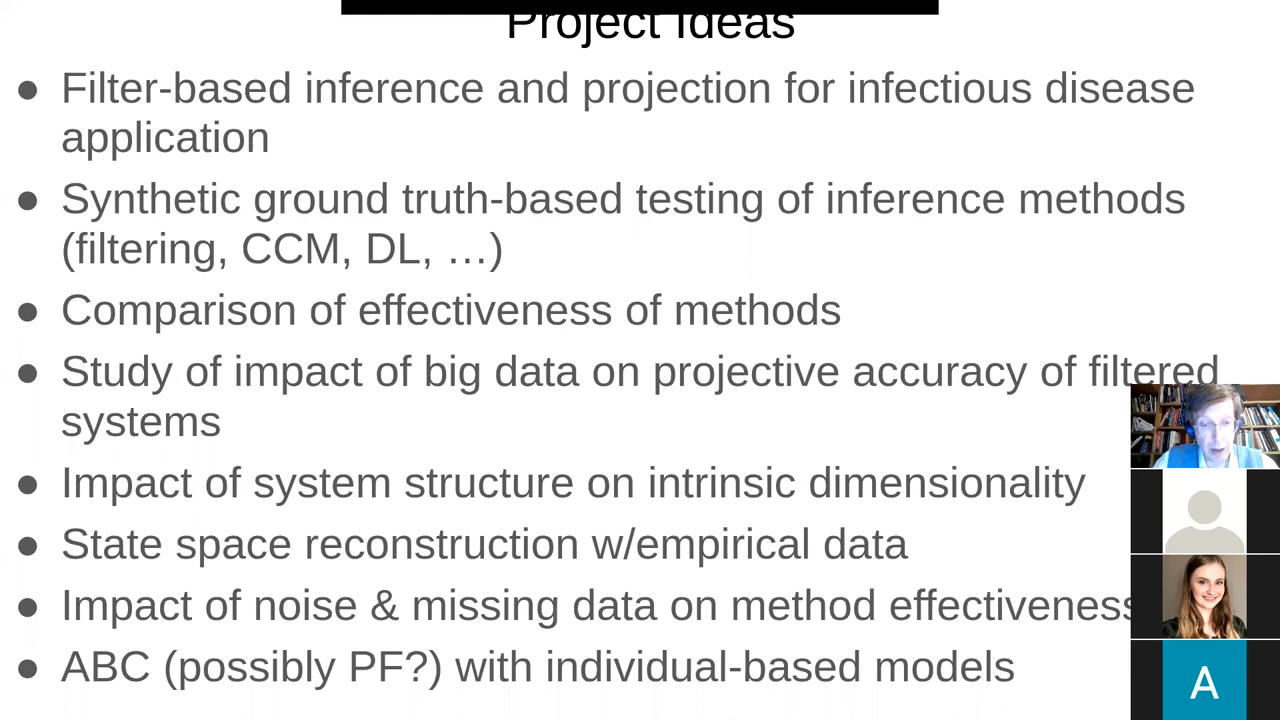 Project Ideas
● Filter-based inference and projection for infectious disease
application
● Synthetic ground truth-based testing of inference methods
(filtering, CCM, DL, …)
● Comparison of effectiveness of methods
● Study of impact of big data on projective accuracy of filtered
systems
● Impact of system structure on intrinsic dimensionality
● State space reconstruction w/empirical data
● Impact of noise & missing data on method effectiveness
● ABC (possibly PF?) with individual-based models
A